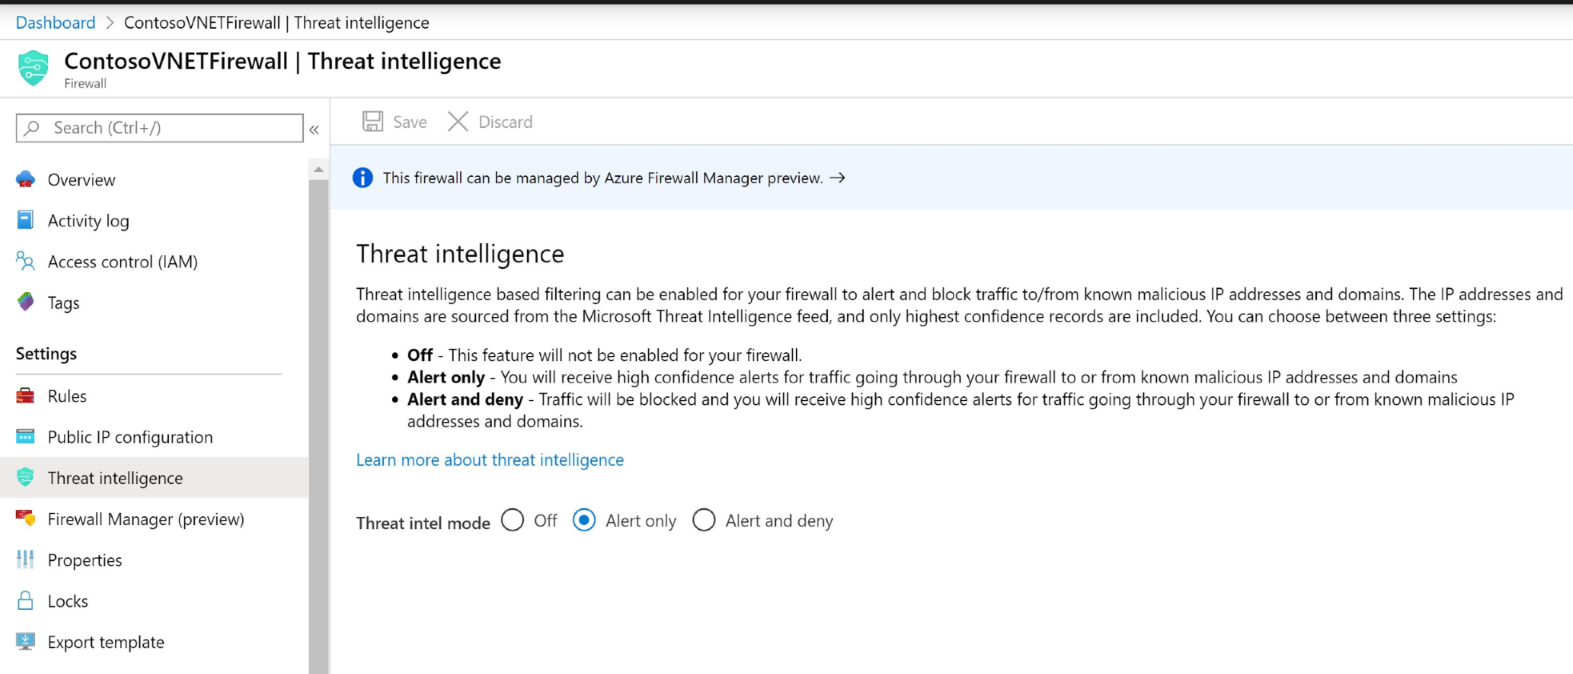 Dashboard > ContosoVNETFirewall | Threat intelligence
ContosoVNETFirewall | Threat intelligence
Firewall
Search (Ctrl+/)
«
Overview
Activity log
Access control (IAM)
Tags
Settings
Rules
Public IP configuration
Threat intelligence
Firewall Manager (preview)
Properties
Locks
Export template
Save Discard
This firewall can be managed by Azure Firewall Manager preview. →
Threat intelligence
Threat intelligence based filtering can be enabled for your firewall to alert and block traffic to/from known malicious IP addresses and domains. The IP addresses and
domains are sourced from the Microsoft Threat Intelligence feed, and only highest confidence records are included. You can choose between three settings:
• Off - This feature will not be enabled for your firewall.
• Alert only - You will receive high confidence alerts for traffic going through your firewall to or from known malicious IP addresses and domains
• Alert and deny - Traffic will be blocked and you will receive high confidence alerts for traffic going through your firewall to or from known malicious IP
addresses and domains.
Learn more about threat intelligence
Threat intel mode Off Alert only Alert and deny